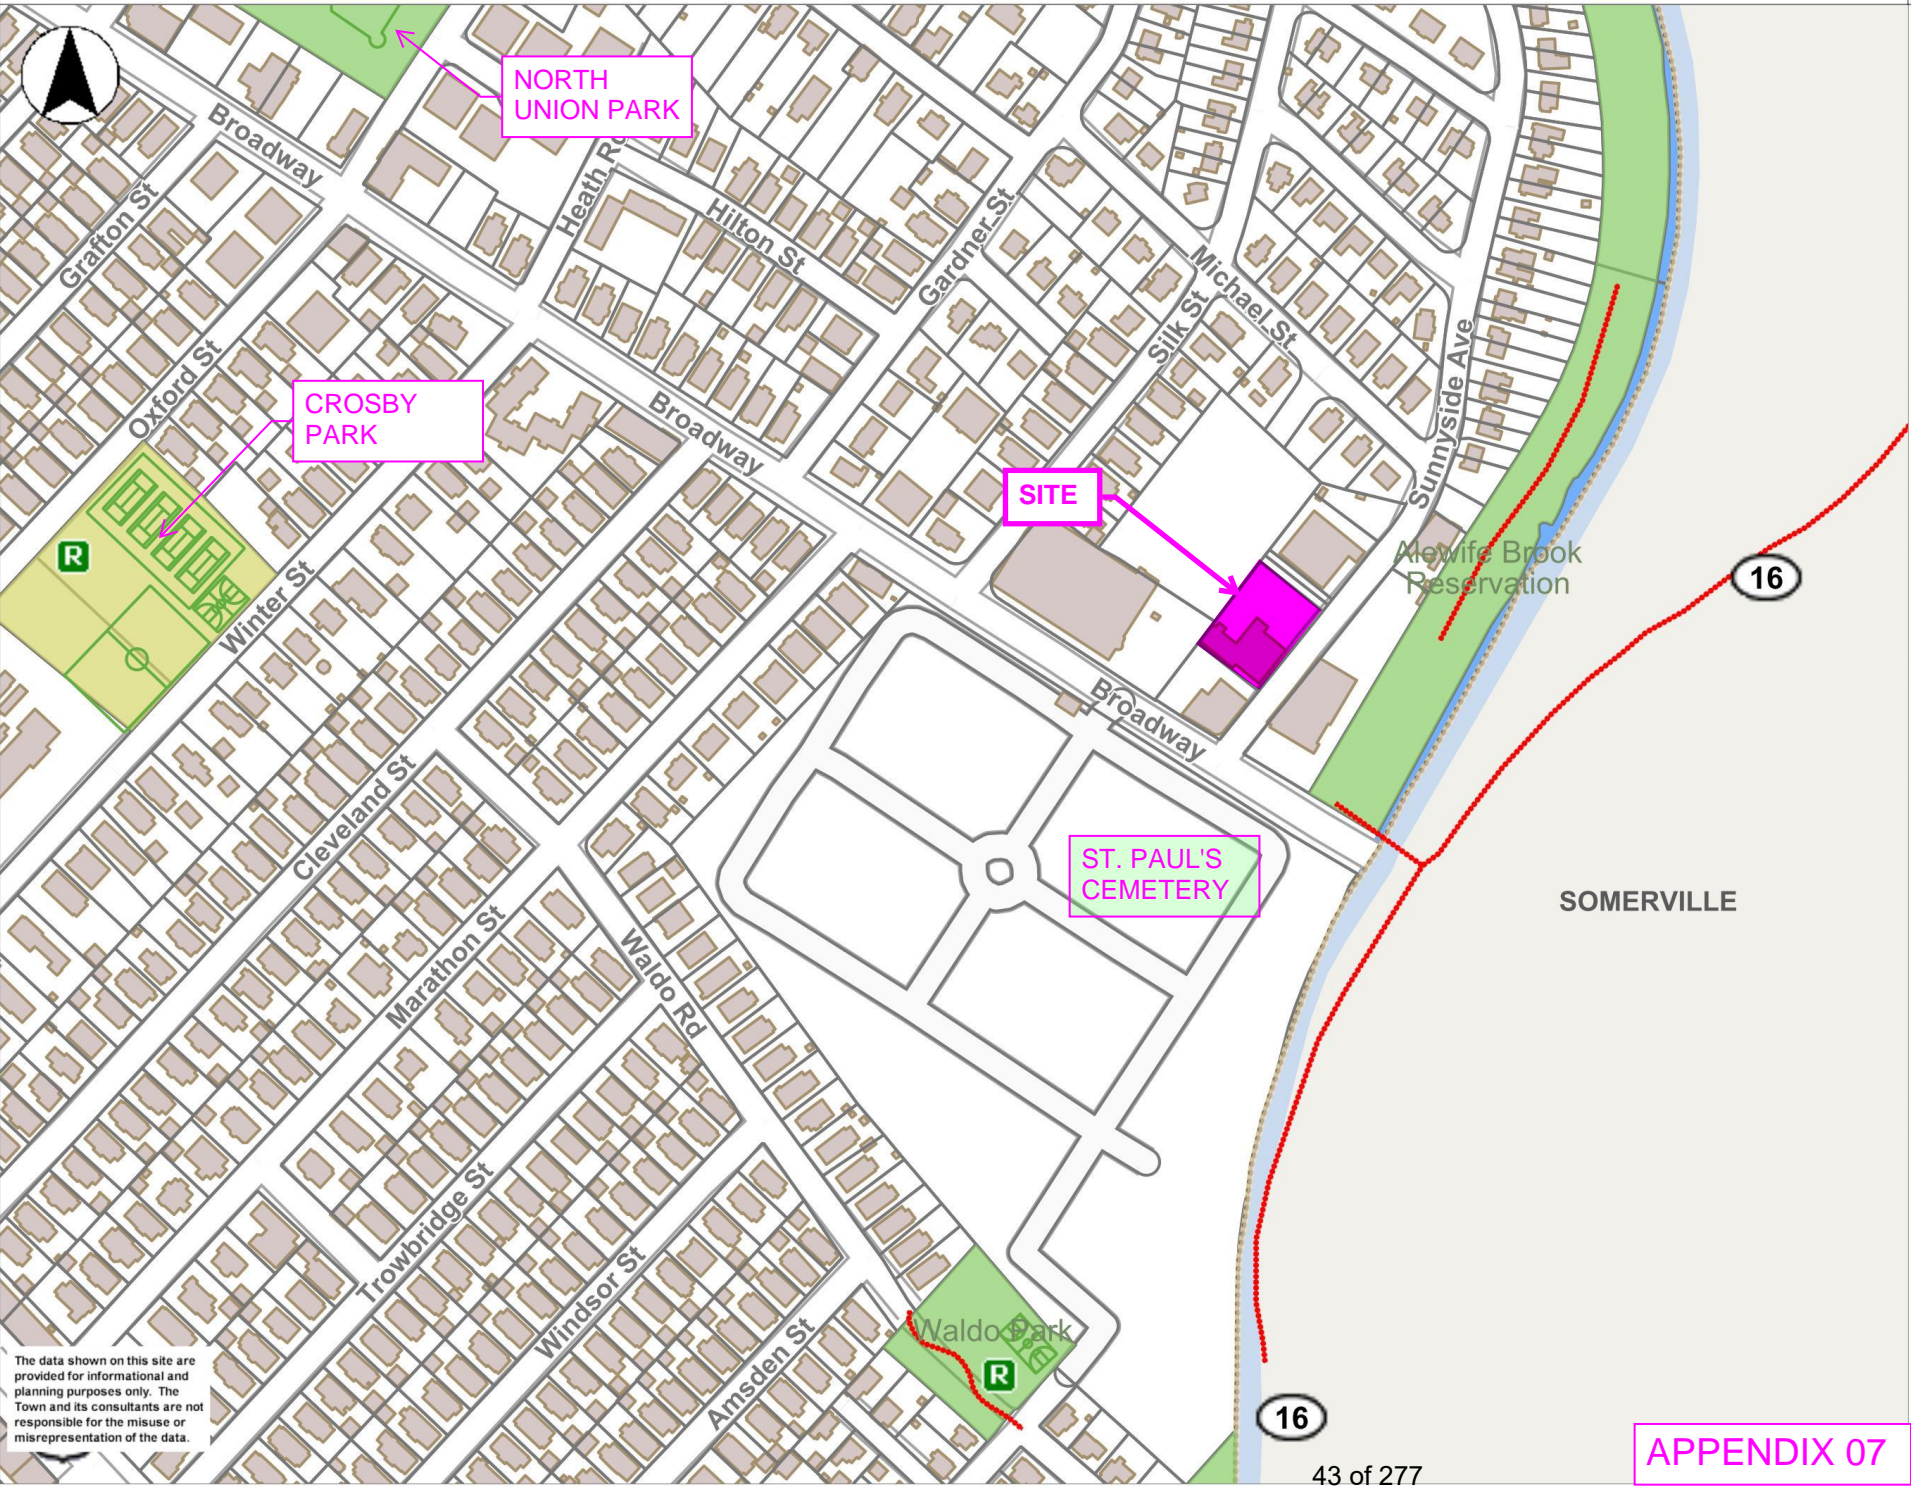 NORTH
UNION PARK
Broadway
Heath Rd
Grafton St
Hilton St
Gardner St
Michael St
Silk St
Oxford St
CROSBY
PARK
Broadway
Sunnyside Ave
SITE
R
Alewife Brook
Reservation
16
Winter St
Broadway
Cleveland St
ST. PAUL'S
CEMETERY
SOMERVILLE
Marathon St
Waldo Rd
Trowbridge St
Windsor St
Amsden St
Waldo Park
R
The data shown on this site are
provided for informational and
planning purposes only. The
Town and its consultants are not
responsible for the misuse or
misrepresentation of the data.
16
APPENDIX 07
43 of 277